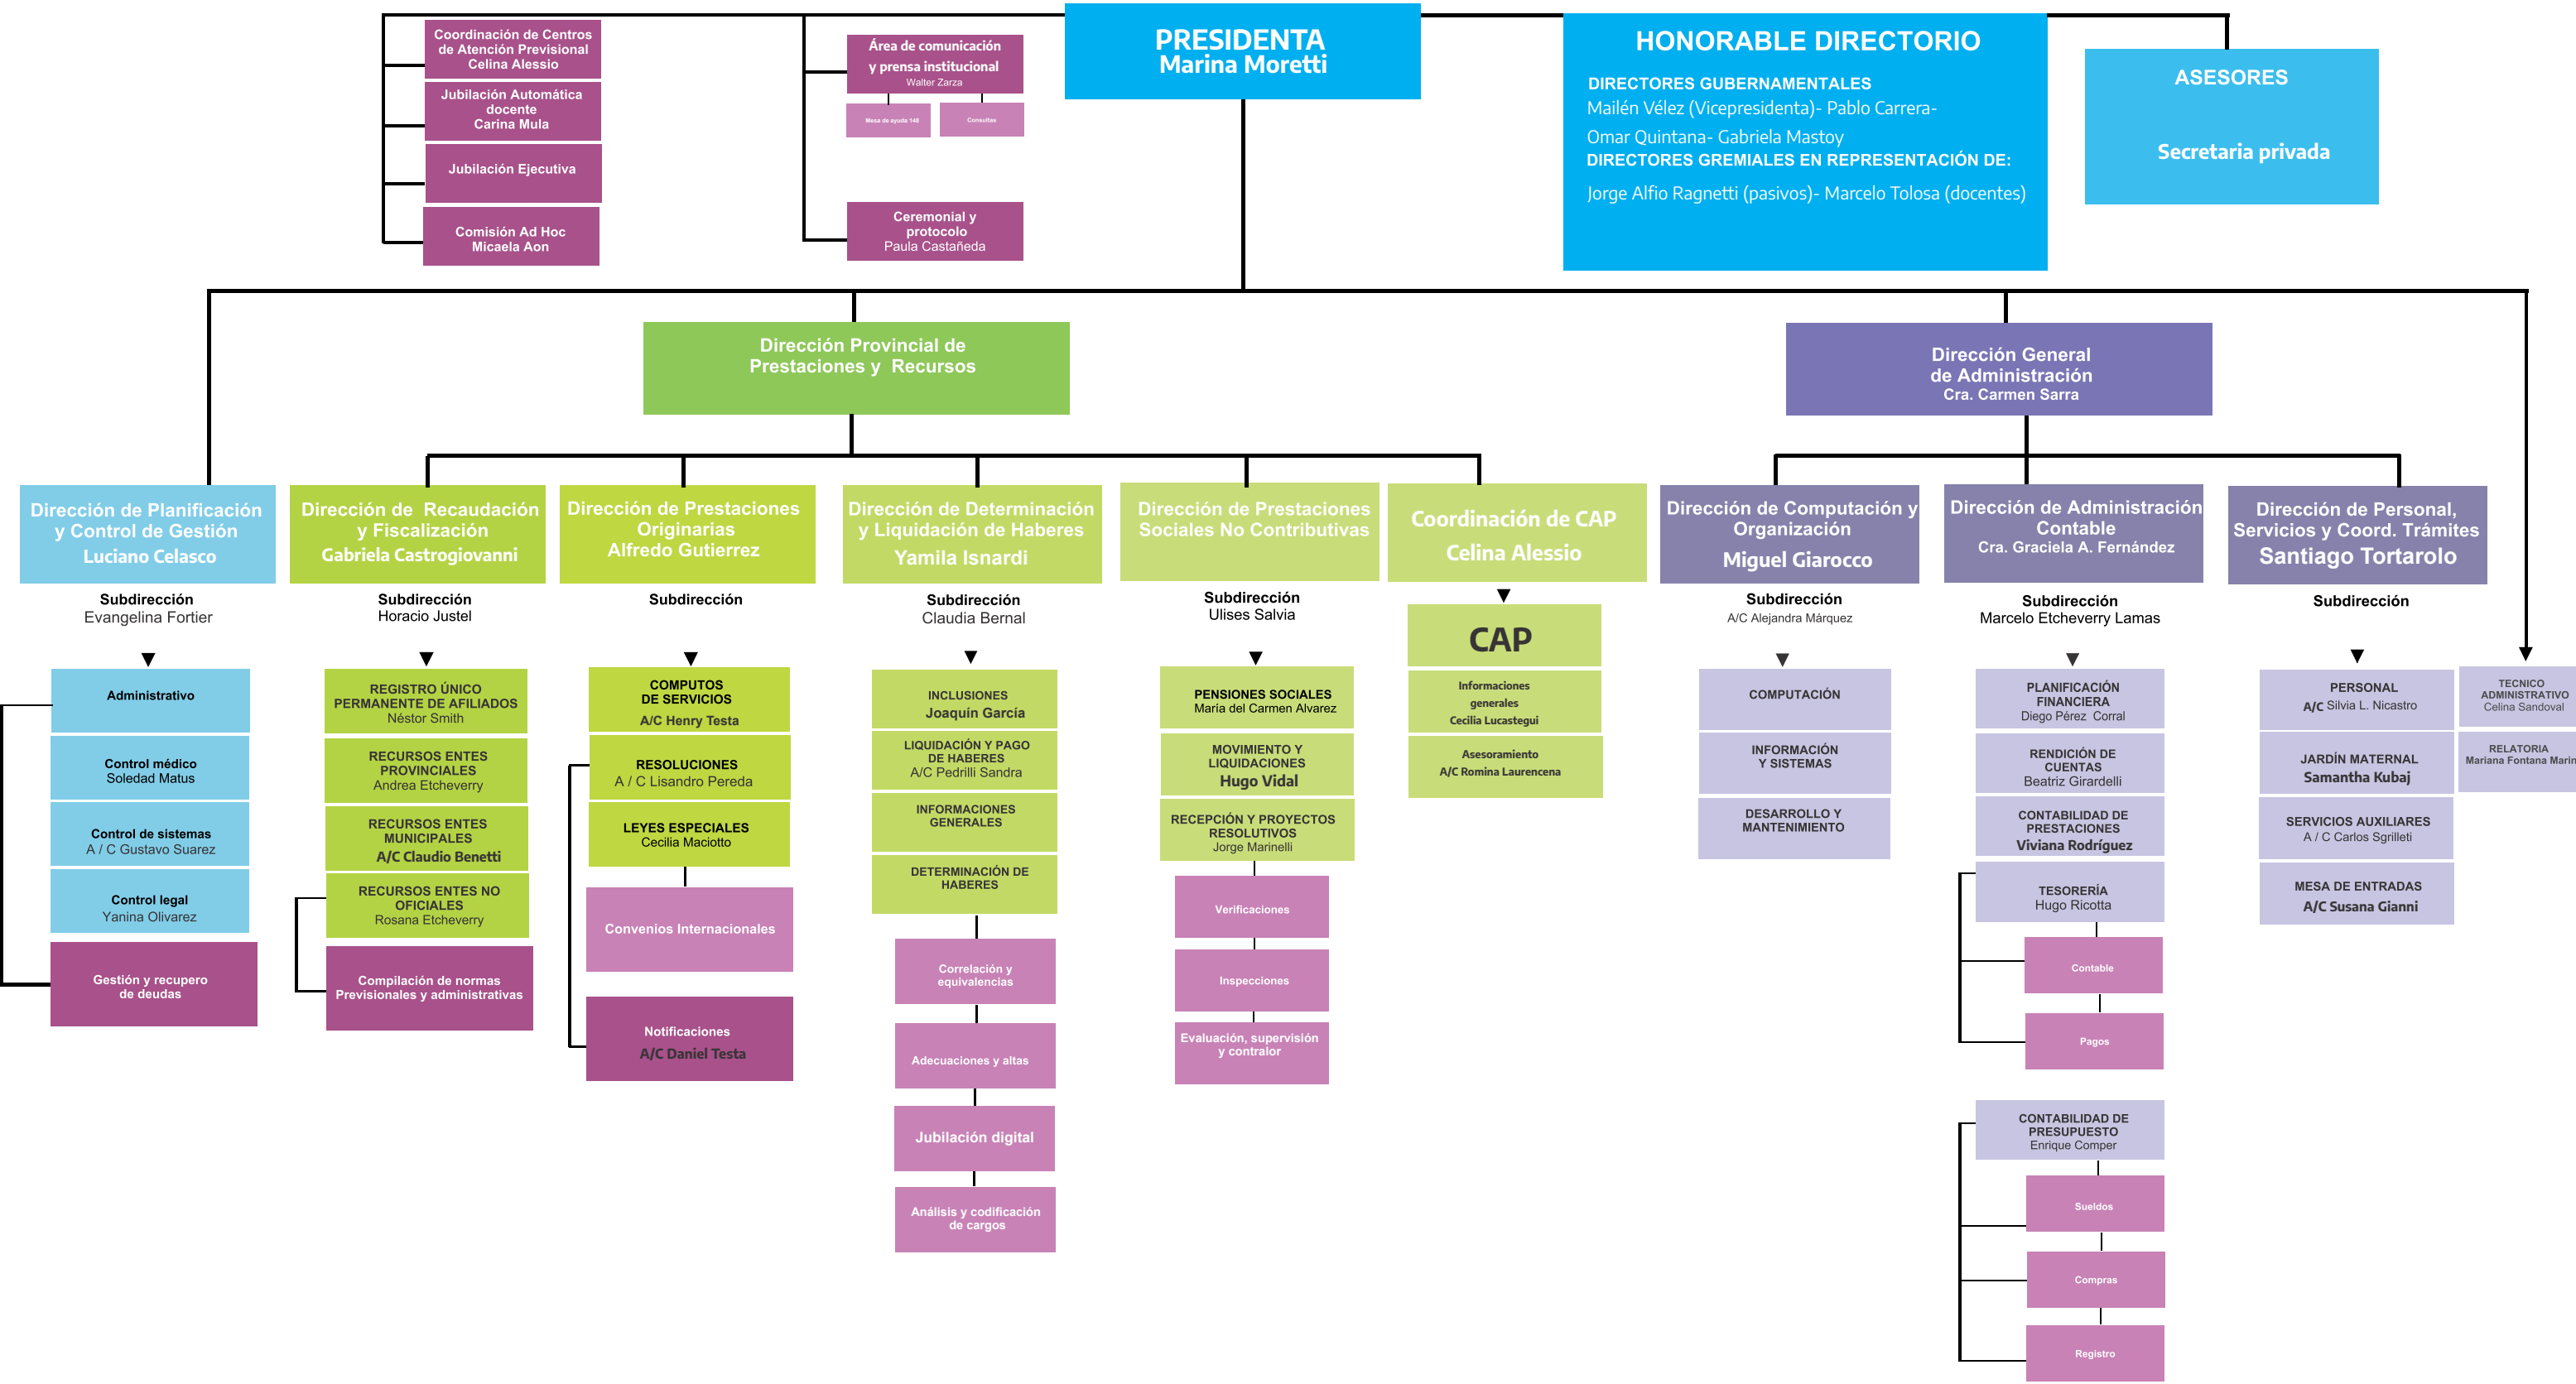 PRESIDENTA
Marina Moretti
Coordinación de Centros
de Atención Previsional
Celina Alessio
Jubilación Automática
docente
Carina Mula
Jubilación Ejecutiva
Comisión Ad Hoc
Micaela Aon
Área de comunicación
y prensa institucional
Walter Zarza
Mesa de ayuda 148
Consultas
Ceremonial y
protocolo
Paula Castañeda
HONORABLE DIRECTORIO
DIRECTORES GUBERNAMENTALES
Mailén Vélez (Vicepresidenta)- Pablo Carrera-
Omar Quintana- Gabriela Mastoy
DIRECTORES GREMIALES EN REPRESENTACIÓN DE:
Jorge Alfio Ragnetti (pasivos)- Marcelo Tolosa (docentes)
ASESORES
Secretaria privada
Dirección Provincial de
Prestaciones y  Recursos
Dirección General
de Administración
Cra. Carmen Sarra
Dirección de Planificación
y Control de Gestión
Luciano Celasco
Subdirección
Evangelina Fortier
Administrativo
Control médico
Soledad Matus
Control de sistemas
A / C Gustavo Suarez
Control legal
Yanina Olivarez
Gestión y recupero
de deudas
Dirección de  Recaudación
y Fiscalización
Gabriela Castrogiovanni
Subdirección
Horacio Justel
REGISTRO ÚNICO
PERMANENTE DE AFILIADOS
Néstor Smith
RECURSOS ENTES
PROVINCIALES
Andrea Etcheverry
RECURSOS ENTES
MUNICIPALES
A/C Claudio Benetti
RECURSOS ENTES NO
OFICIALES
Rosana Etcheverry
Compilación de normas
Previsionales y administrativas
Dirección de Prestaciones
Originarias
Alfredo Gutierrez
Subdirección
COMPUTOS
DE SERVICIOS
A/C Henry Testa
RESOLUCIONES
A / C Lisandro Pereda
LEYES ESPECIALES
Cecilia Maciotto
Convenios Internacionales
Notificaciones
A/C Daniel Testa
Dirección de Determinación
y Liquidación de Haberes
Yamila Isnardi
Subdirección
Claudia Bernal
INCLUSIONES
Joaquín García
LIQUIDACIÓN Y PAGO
DE HABERES
A/C Pedrilli Sandra
INFORMACIONES
GENERALES
DETERMINACIÓN DE
HABERES
Correlación y
equivalencias
Adecuaciones y altas
Jubilación digital
Análisis y codificación
de cargos
Dirección de Prestaciones
Sociales No Contributivas
Subdirección
Ulises Salvia
PENSIONES SOCIALES
María del Carmen Alvarez
MOVIMIENTO Y
LIQUIDACIONES
Hugo Vidal
RECEPCIÓN Y PROYECTOS
RESOLUTIVOS
Jorge Marinelli
Verificaciones
Inspecciones
Evaluación, supervisión
y contralor
Coordinación de CAP
Celina Alessio
CAP
Informaciones
generales
Cecilia Lucastegui
Asesoramiento
A/C Romina Laurencena
Dirección de Computación y
Organización
Miguel Giarocco
Subdirección
A/C Alejandra Márquez
COMPUTACIÓN
INFORMACIÓN
Y SISTEMAS
DESARROLLO Y
MANTENIMIENTO
Dirección de Administración
Contable
Cra. Graciela A. Fernández
Subdirección
Marcelo Etcheverry Lamas
PLANIFICACIÓN
FINANCIERA
Diego Pérez  Corral
RENDICIÓN DE
CUENTAS
Beatriz Girardelli
CONTABILIDAD DE
PRESTACIONES
Viviana Rodríguez
TESORERÍA
Hugo Ricotta
Contable
Pagos
CONTABILIDAD DE
PRESUPUESTO
Enrique Comper
Sueldos
Compras
Registro
Dirección de Personal,
Servicios y Coord. Trámites
Santiago Tortarolo
Subdirección
PERSONAL
A/C Silvia L. Nicastro
JARDÍN MATERNAL
Samantha Kubaj
SERVICIOS AUXILIARES
A / C Carlos Sgrilleti
MESA DE ENTRADAS
A/C Susana Gianni
TECNICO
ADMINISTRATIVO
Celina Sandoval
RELATORIA
Mariana Fontana Marin